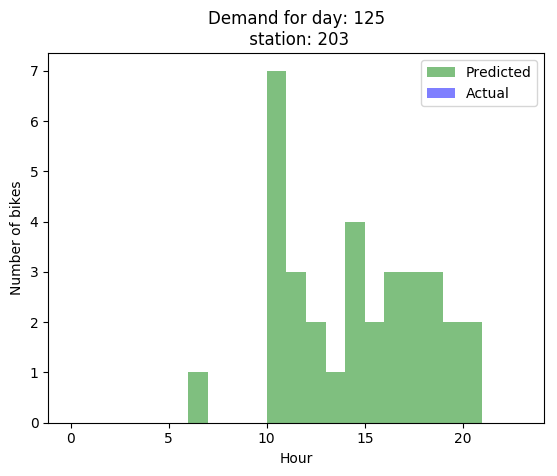 Demand for day: 125
station: 203
Predicted
Actual
7
6
5
4
3
2
1
0
Number of bikes
0 5 10 15 20
Hour